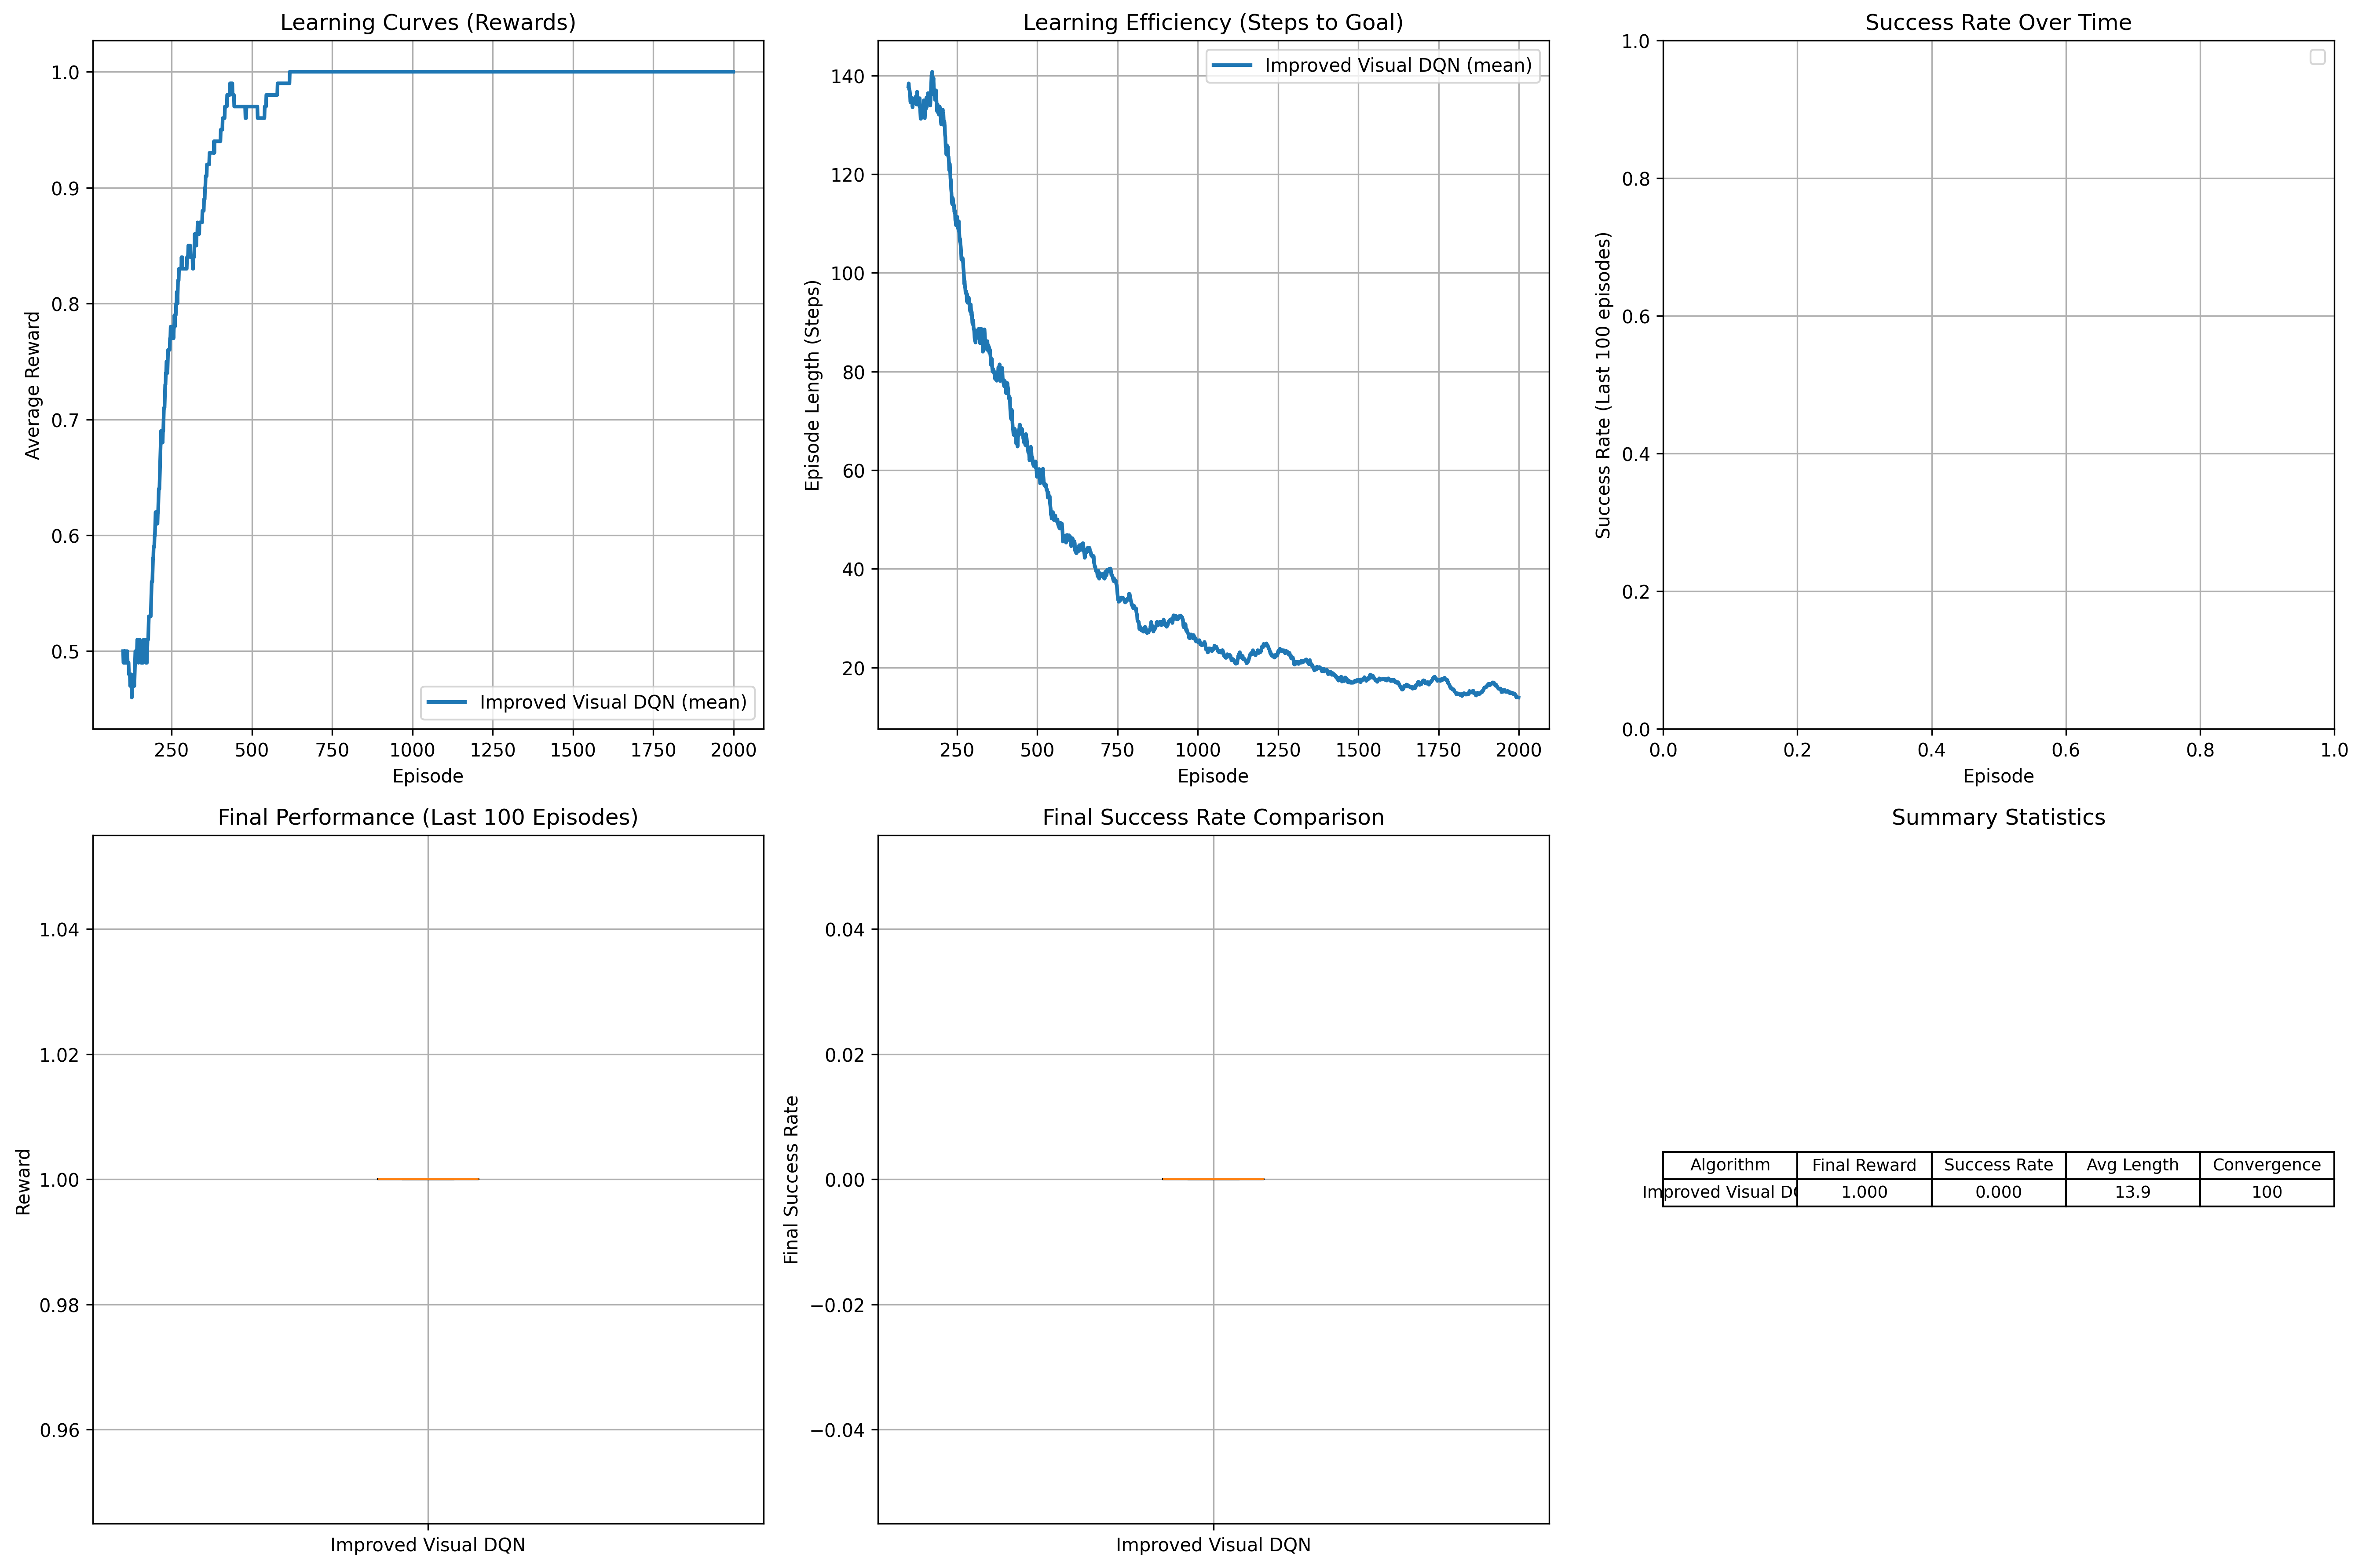 Learning Curves (Rewards)
1.0
0.9
0.8
0.7
0.6
0.5
Average Reward
Improved Visual DQN (mean)
250 500 750 1000 1250 1500 1750 2000
Episode
Learning Efficiency (Steps to Goal)
140
120
100
80
60
40
20
Episode Length (Steps)
Improved Visual DQN (mean)
250 500 750 1000 1250 1500 1750 2000
Episode
Success Rate Over Time
1.0
0.8
0.6
0.4
0.2
0.0
Success Rate (Last 100 episodes)
0.0 0.2 0.4 0.6 0.8 1.0
Episode
Final Performance (Last 100 Episodes)
1.04
1.02
1.00
0.98
0.96
Reward
Improved Visual DQN
Final Success Rate Comparison
0.04
0.02
0.00
−0.02
−0.04
Final Success Rate
Improved Visual DQN
Summary Statistics
Algorithm Final Reward Success Rate Avg Length Convergence
Improved Visual 1.000 0.000 13.9 100